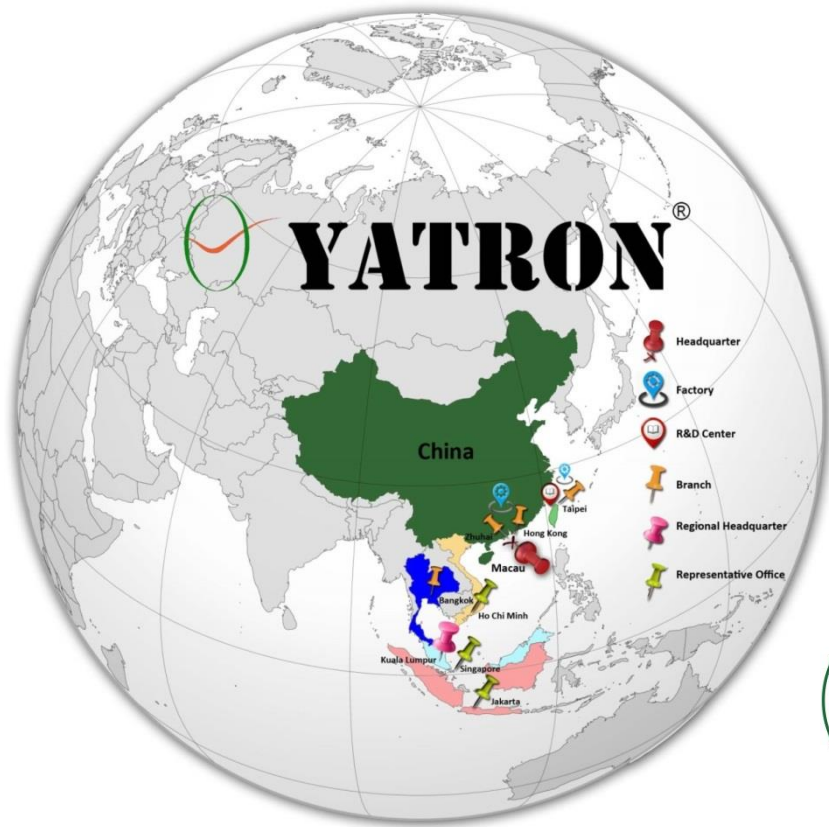 YATRON®
Headquarter
Factory
R&D Center
Branch
Regional Headquarter
Representative Office
China
Taipei
Zhuhai
Hong Kong
Macau
Bangkok
Ho Chi Minh
Kuala Lumpur
Singapore
Jakarta